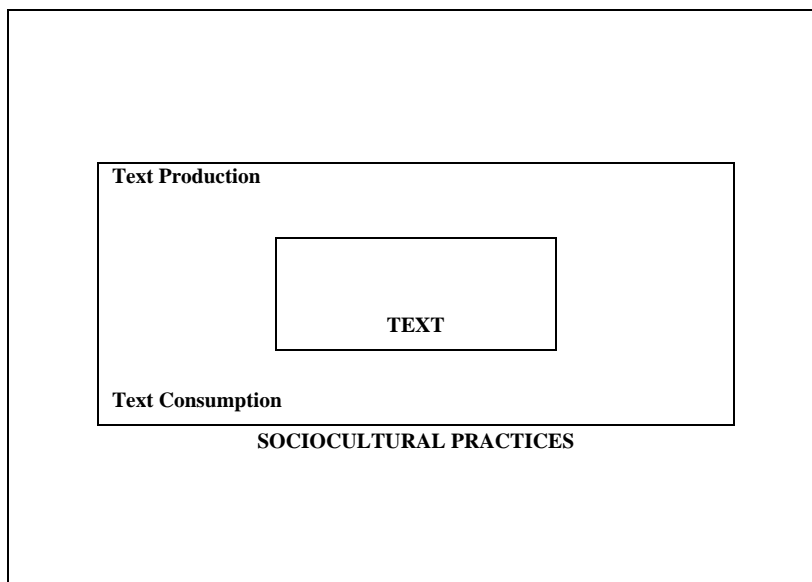 Text Production
TEXT
Text Consumption
SOCIOCULTURAL PRACTICES